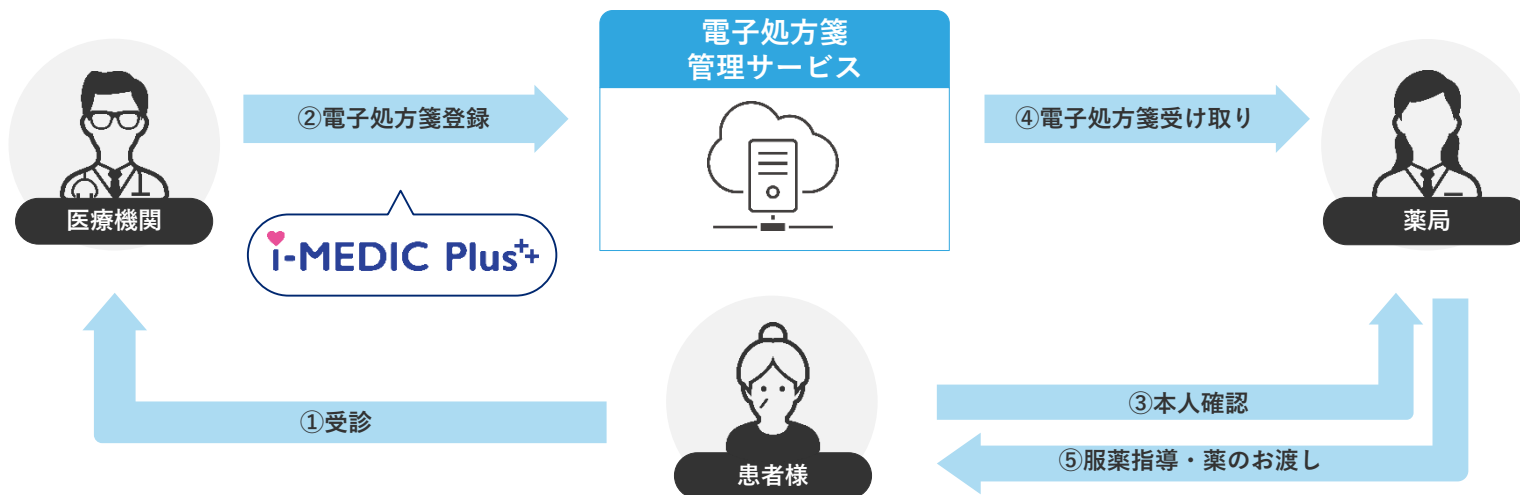 電子処方箋
管理サービス
②電子処方箋登録
④電子処方箋受け取り
医療機関
薬局
i-MEDIC Plus++
①受診
③本人確認
⑤服薬指導・薬のお渡し
患者様